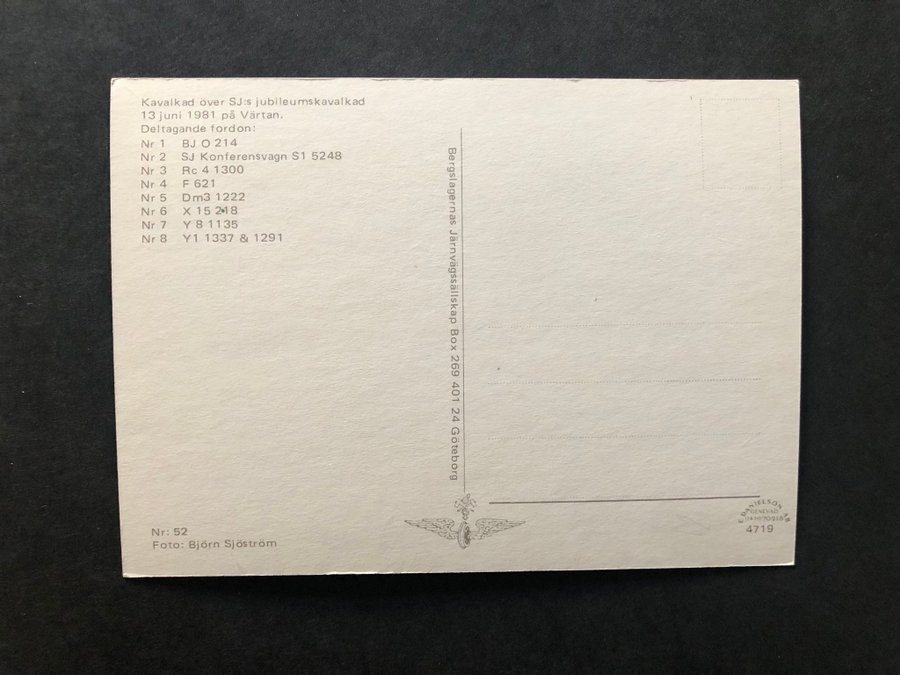 Kavalkad över SJ:s jubileumskavalkad
13 juni 1981 på Värtan.
Deltagande fordon:
Nr 1 BJ O 214
Nr 2 SJ Konferensvagn S1 5248
Nr 3 Rc 4 1300
Nr 4 F 621
Nr 5 Dm3 1222
Nr 6 X 15 218
Nr 7 Y 8 1135
Nr 8 Y1 1337 & 1291
Bergslagernas Järnvägssällskap Box 269 401 24 Göteborg
Nr: 52
Foto: Björn Sjöström
E. DANIELSON AB
GENEVAD
4719